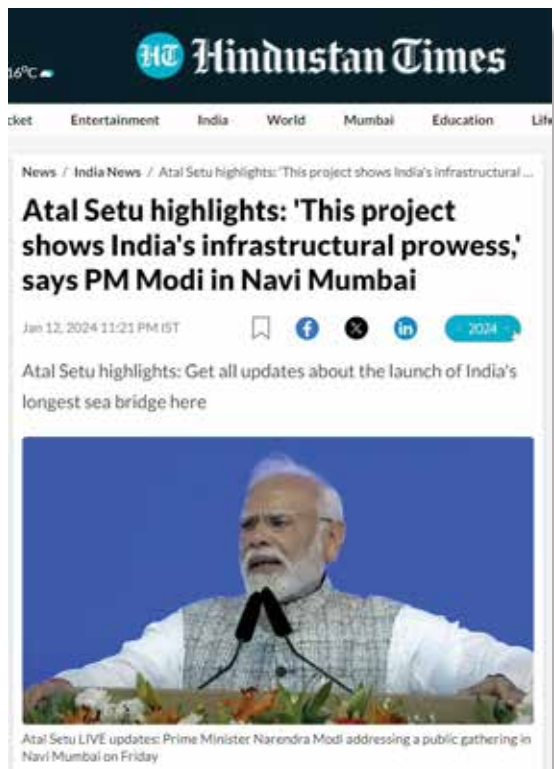 HT Hindustan Times
16°C
cket Entertainment India World Mumbai Education Life
News / India News / Atal Setu highlights: 'This project shows India's infrastructural ...
Atal Setu highlights: 'This project
shows India's infrastructural prowess,'
says PM Modi in Navi Mumbai
Jan 12, 2024 11:21 PM IST
f X in 2024
Atal Setu highlights: Get all updates about the launch of India's
longest sea bridge here
Atal Setu LIVE updates: Prime Minister Narendra Modi addressing a public gathering in
Navi Mumbai on Friday